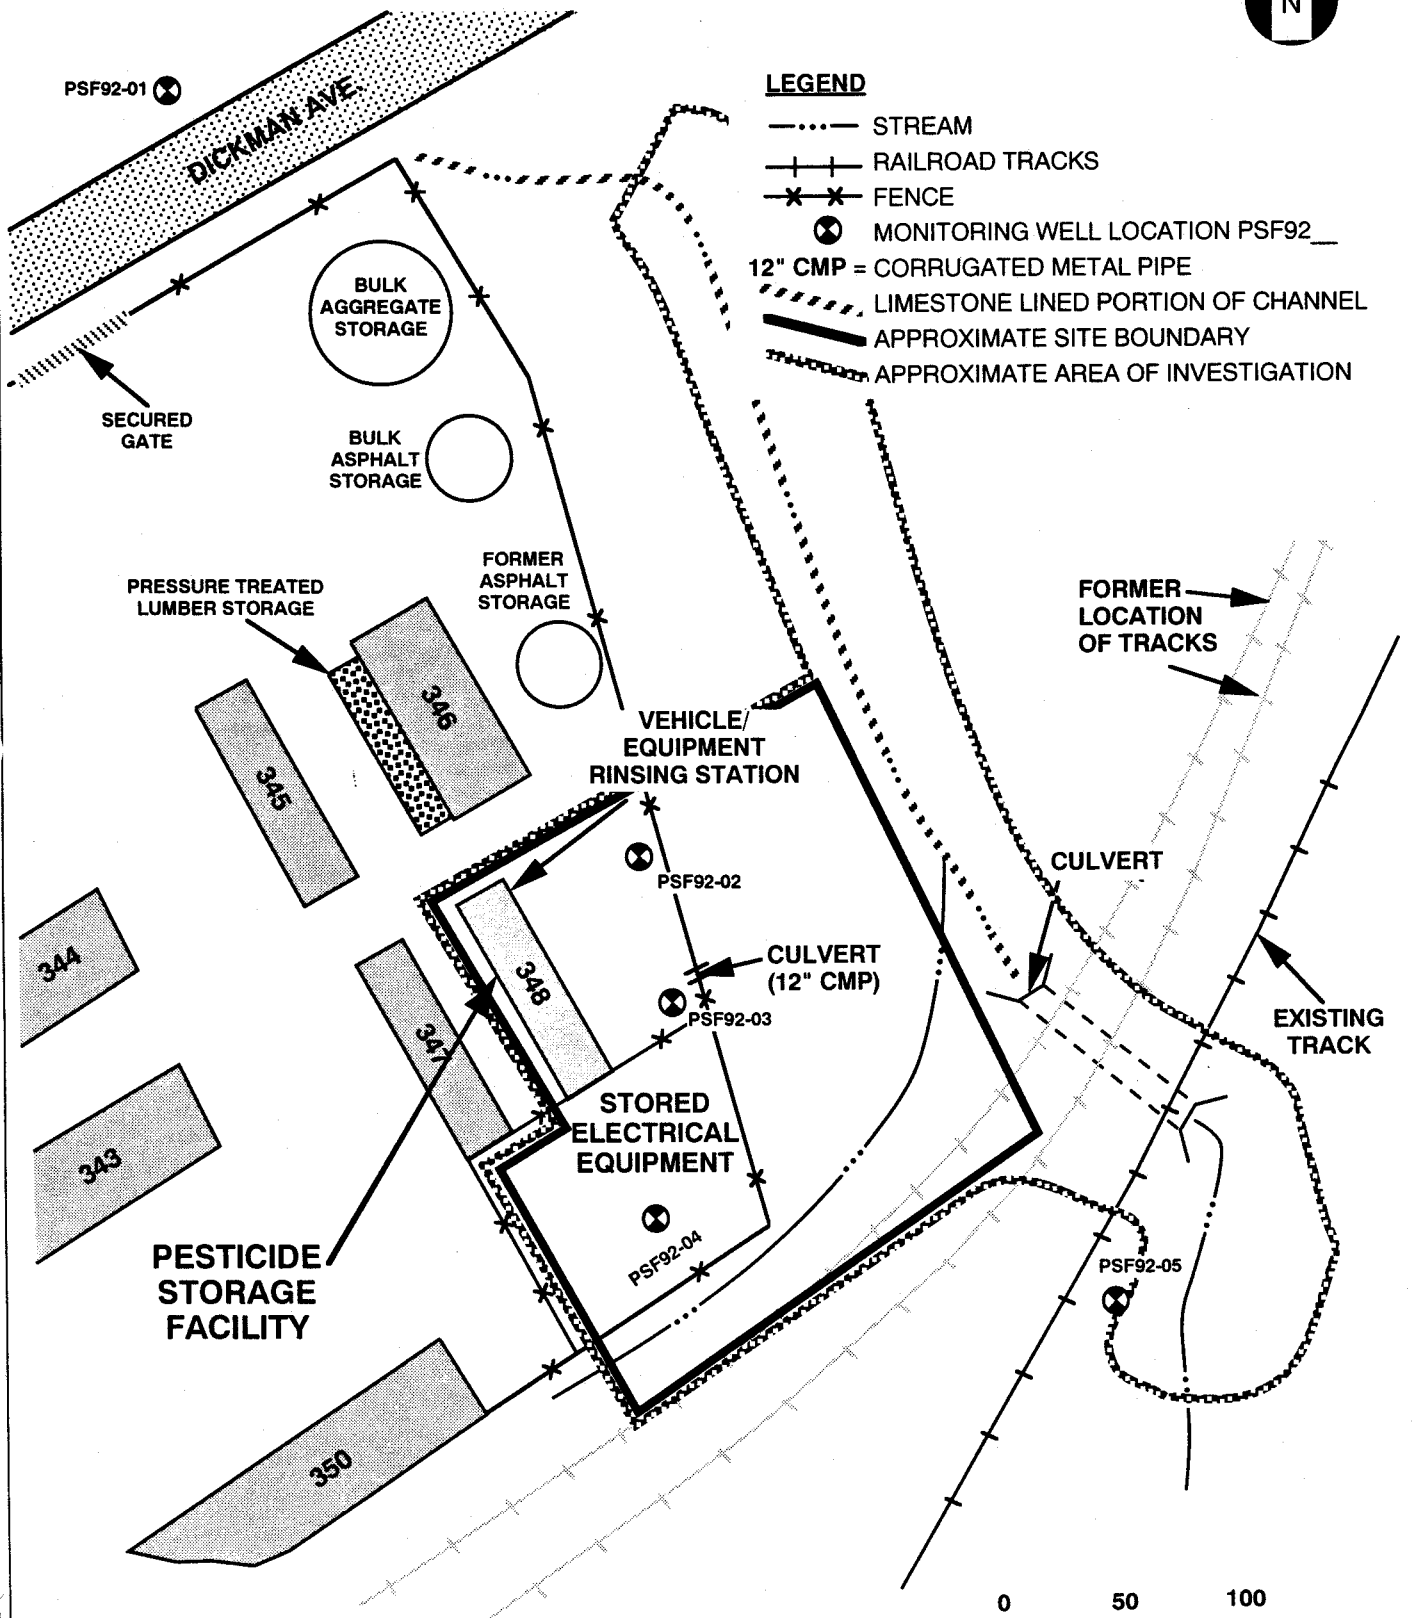 N
PSF92-01
DICKMAN AVE.
LEGEND
STREAM
RAILROAD TRACKS
FENCE
MONITORING WELL LOCATION PSF92__
12" CMP = CORRUGATED METAL PIPE
LIMESTONE LINED PORTION OF CHANNEL
APPROXIMATE SITE BOUNDARY
APPROXIMATE AREA OF INVESTIGATION
BULK
AGGREGATE
STORAGE
SECURED
GATE
BULK
ASPHALT
STORAGE
FORMER
ASPHALT
STORAGE
PRESSURE TREATED
LUMBER STORAGE
FORMER
LOCATION
OF TRACKS
346
345
VEHICLE/
EQUIPMENT
RINSING STATION
CULVERT
PSF92-02
344
348
CULVERT
(12" CMP)
PSF92-03
347
EXISTING
TRACK
343
STORED
ELECTRICAL
EQUIPMENT
PSF92-04
PESTICIDE
STORAGE
FACILITY
PSF92-05
350
0 50 100